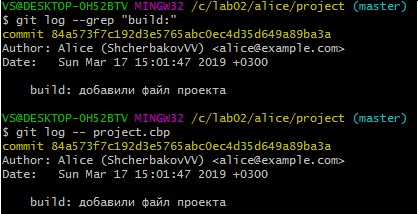 VS@DESKTOP-OH52BTV MINGW32 /c/lab02/alice/project (master)
$ git log --grep "build:"
commit 84a573f7c192d3e5765abc0ec4d35d649a89ba3a
Author: Alice (ShcherbakovVV) <alice@example.com>
Date:   Sun Mar 17 15:01:47 2019 +0300
build: добавили файл проекта
VS@DESKTOP-OH52BTV MINGW32 /c/lab02/alice/project (master)
$ git log -- project.cbp
commit 84a573f7c192d3e5765abc0ec4d35d649a89ba3a
Author: Alice (ShcherbakovVV) <alice@example.com>
Date:   Sun Mar 17 15:01:47 2019 +0300
build: добавили файл проекта